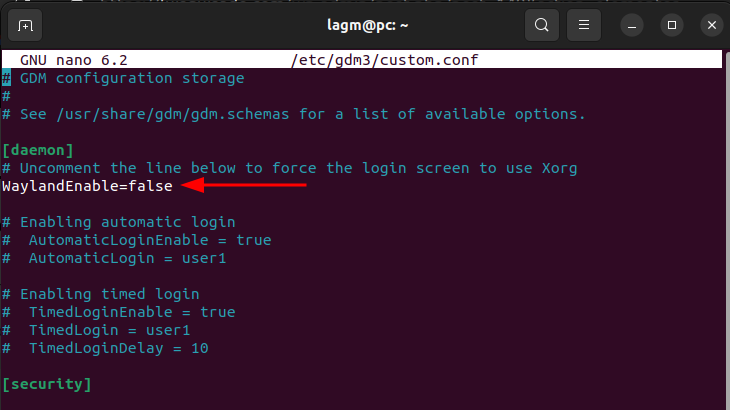 lagm@pc: ~
GNU nano 6.2 /etc/gdm3/custom.conf
# GDM configuration storage
#
# See /usr/share/gdm/gdm.schemas for a list of available options.
[daemon]
# Uncomment the line below to force the login screen to use Xorg
WaylandEnable=false
# Enabling automatic login
#  AutomaticLoginEnable = true
#  AutomaticLogin = user1
# Enabling timed login
#  TimedLoginEnable = true
#  TimedLogin = user1
#  TimedLoginDelay = 10
[security]